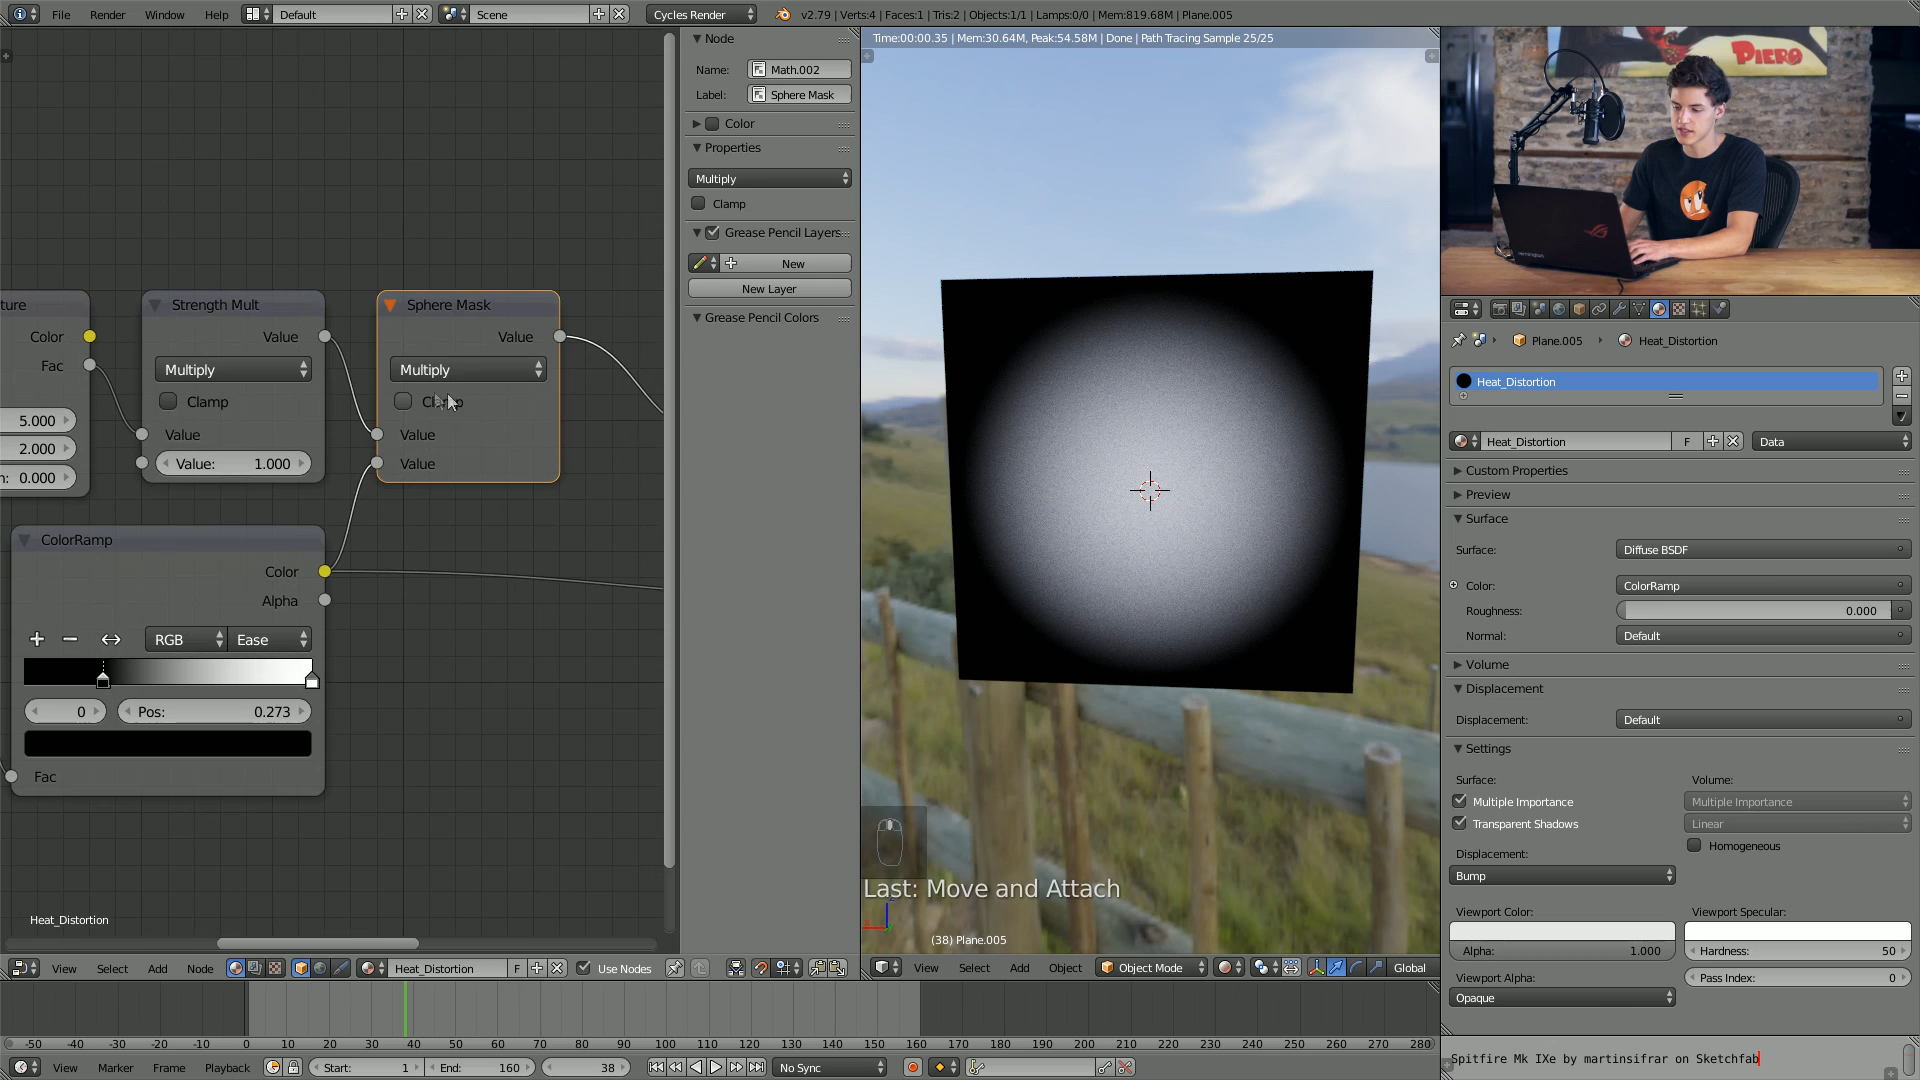 File Render Window Help Default Scene Cycles Render v2.79 | Verts:4 | Faces:1 | Tris:2 | Objects:1/1 | Lamps:0/0 | Mem:819.68M | Plane.005
Node
Name: Math.002
Label: Sphere Mask
Color
Properties
Multiply
Clamp
Grease Pencil Layers
New
New Layer
Grease Pencil Colors
ture
Color
Fac
5.000
2.000
n: 0.000
Strength Mult
Value
Multiply
Clamp
Value
Value: 1.000
Sphere Mask
Value
Multiply
Value
Value
ColorRamp
Color
Alpha
RGB Ease
0 Pos: 0.273
Fac
Heat_Distortion
View Select Add Node Heat_Distortion F Use Nodes
Time:00:00.35 | Mem:30.64M, Peak:54.58M | Done | Path Tracing Sample 25/25
Last: Move and Attach
(38) Plane.005
View Select Add Object Object Mode Global
PIERO
remington
Plane.005 Heat_Distortion
Heat_Distortion
Heat_Distortion F Data
Custom Properties
Preview
Surface
Surface: Diffuse BSDF
Color: ColorRamp
Roughness: 0.000
Normal: Default
Volume
Displacement
Displacement: Default
Settings
Surface: Volume:
Multiple Importance Multiple Importance
Transparent Shadows Linear
Homogeneous
Displacement:
Bump
Viewport Color: Viewport Specular:
Alpha: 1.000 Hardness: 50
Viewport Alpha: Pass Index: 0
Opaque
-50 -40 -30 -20 -10 0 10 20 30 40 50 60 70 80 90 100 110 120 130 140 150 160 170 180 190 200 210 220 230 240 250 260 270 280
View Marker Frame Playback Start: 1 End: 160 38 No Sync
Spitfire Mk IXe by martinsifrar on Sketchfab